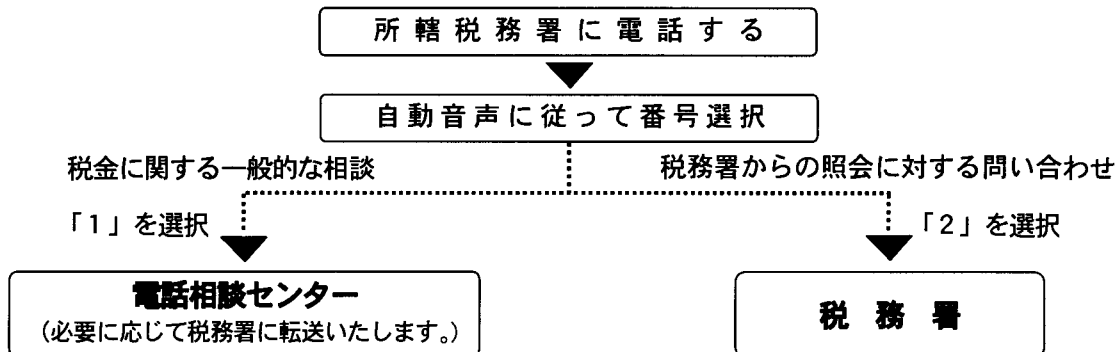 所轄税務署に電話する
自動音声に従って番号選択
税金に関する一般的な相談
税務署からの照会に対する問い合わせ
「1」を選択
「2」を選択
電話相談センター
(必要に応じて税務署に転送いたします。)
税務署